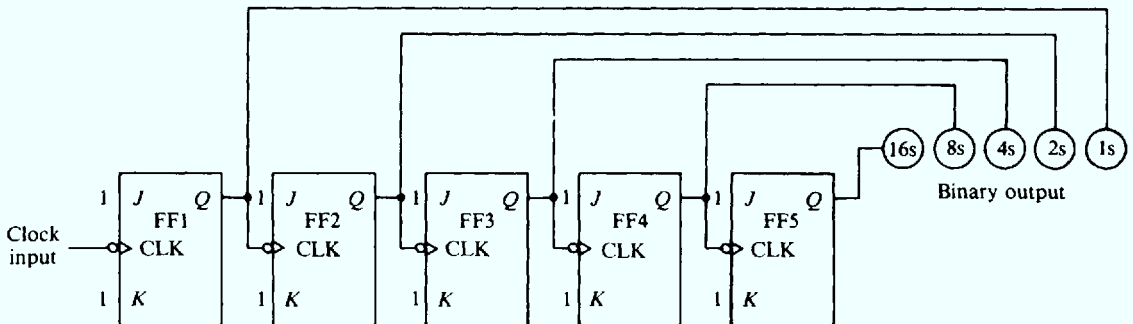 16s 8s 4s 2s 1s
Binary output
1 J Q 1 J Q 1 J Q 1 J Q 1 J Q
FF1 FF2 FF3 FF4 FF5
Clock
input
CLK CLK CLK CLK CLK
1 K 1 K 1 K 1 K 1 K